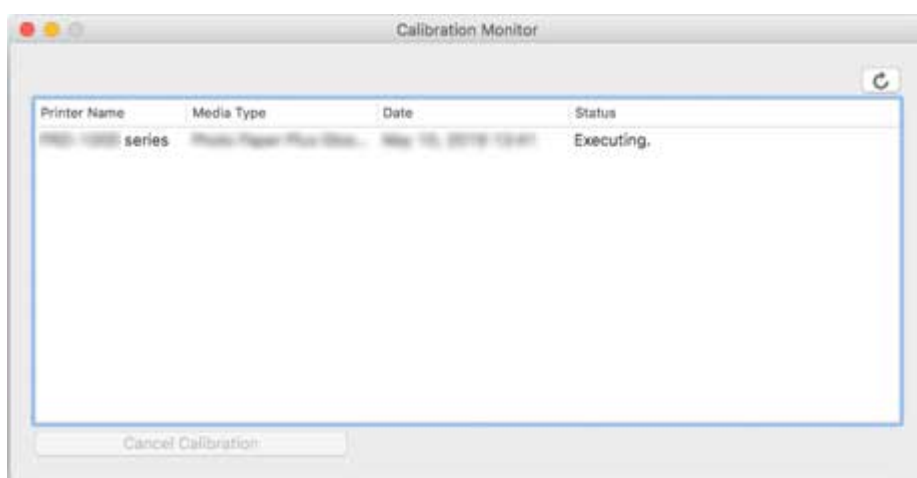 Calibration Monitor
Printer Name Media Type Date Status
series Executing.
Cancel Calibration